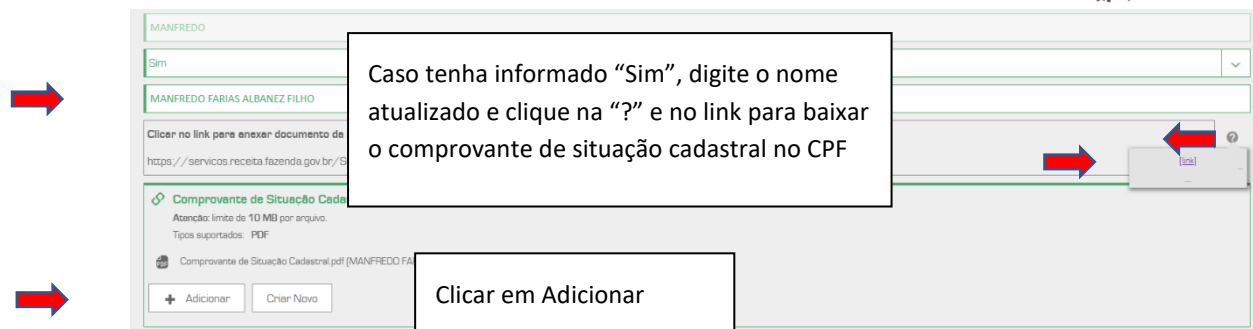 MANFREDO
Sim
MANFREDO FARIAS ALBANEZ FILHO
Caso tenha informado “Sim”, digite o nome
atualizado e clique na “?” e no link para baixar
o comprovante de situação cadastral no CPF
Clicar no link para anexar documento da
?
https://servicos.receita.fazenda.gov.br/S
[link]
Comprovante de Situação Cada
Atenção: limite de 10 MB por arquivo.
Tipos suportados: PDF
Comprovante de Situação Cadastral.pdf [MANFREDO FA
+ Adicionar Criar Novo
Clicar em Adicionar